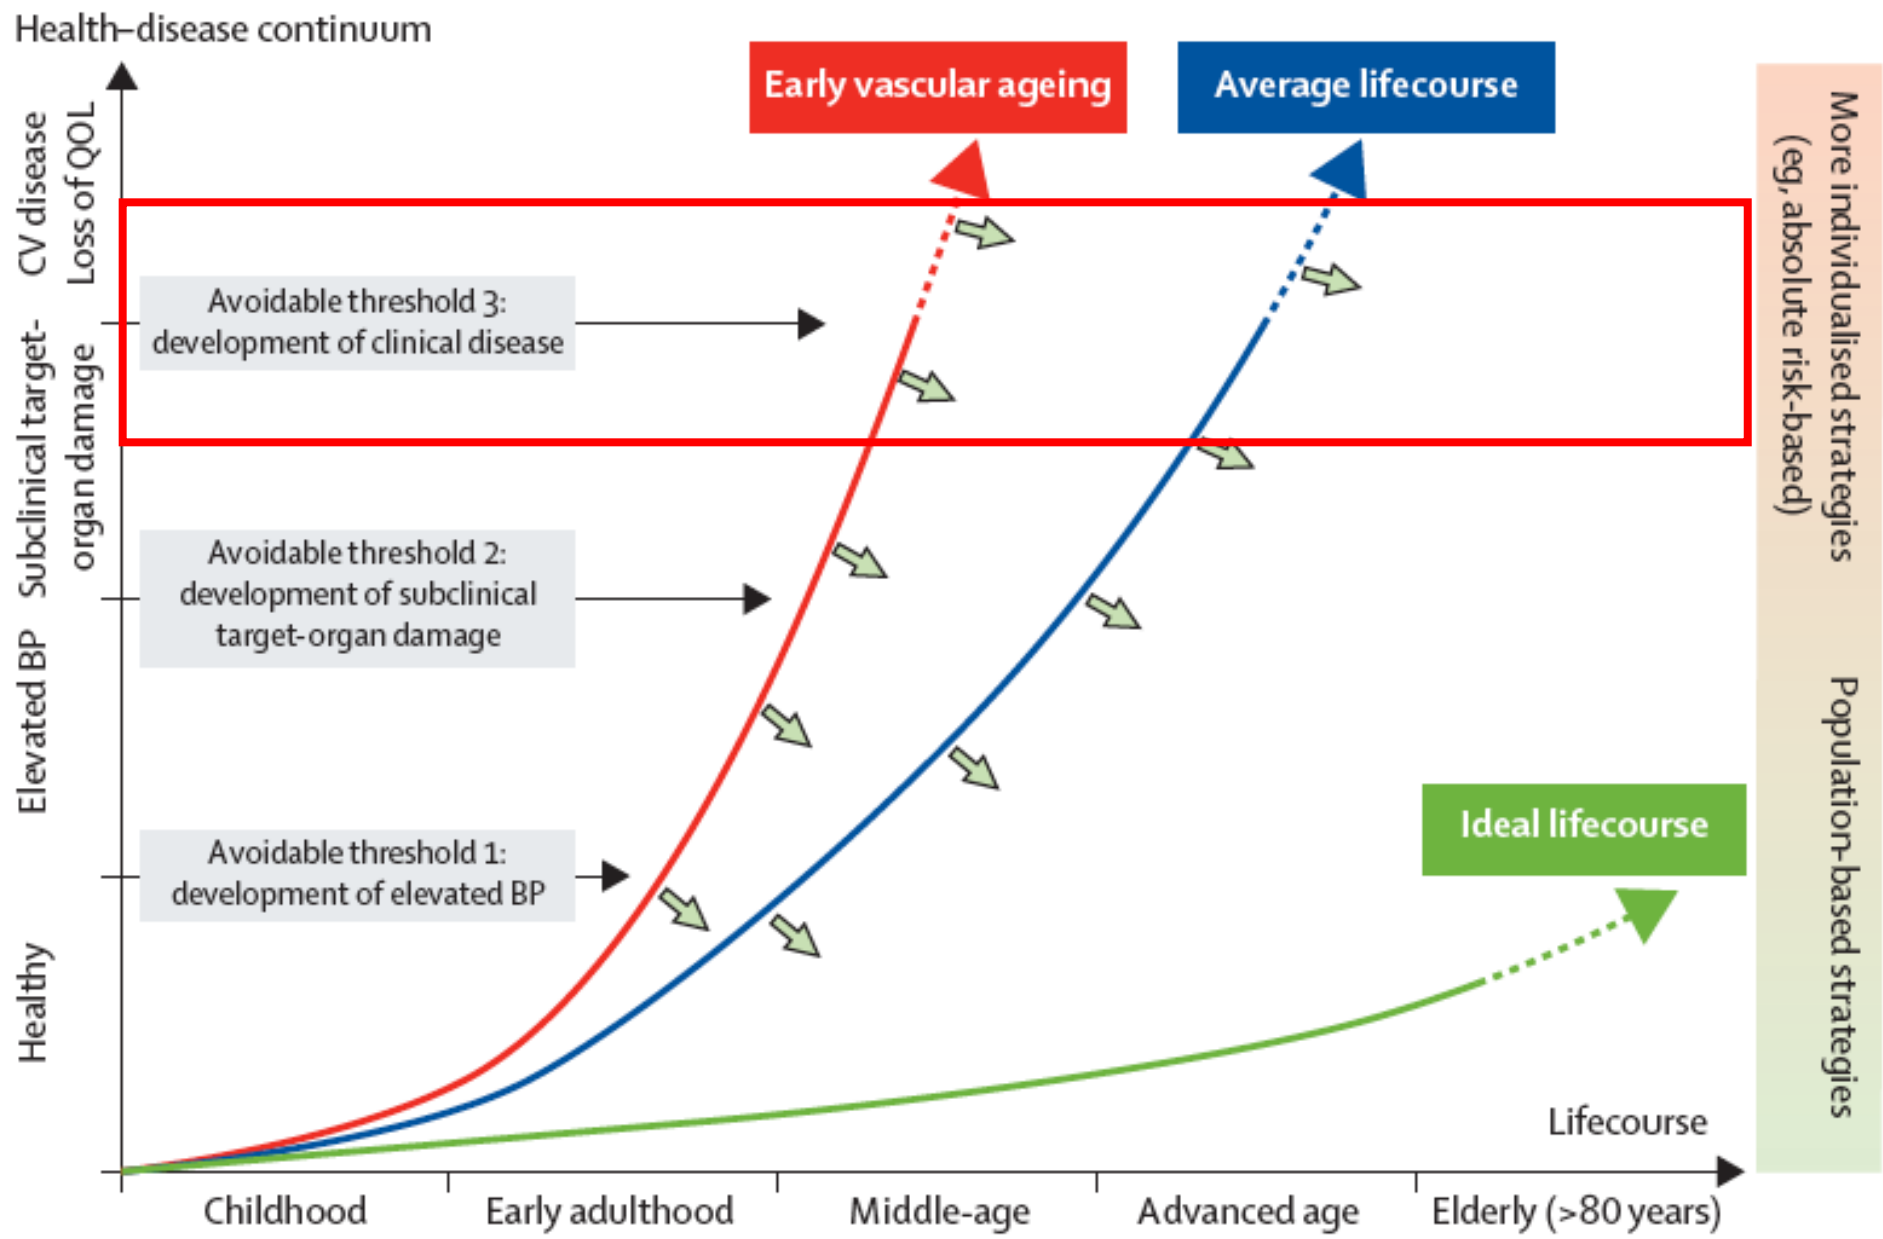 Health–disease continuum
Early vascular ageing
Average lifecourse
CV disease
Loss of QOL
Subclinical target-
organ damage
Elevated BP
Healthy
Avoidable threshold 3:
development of clinical disease
Avoidable threshold 2:
development of subclinical
target-organ damage
Avoidable threshold 1:
development of elevated BP
Ideal lifecourse
More individualised strategies
(eg, absolute risk-based)
Population-based strategies
Lifecourse
Childhood
Early adulthood
Middle-age
Advanced age
Elderly (>80 years)